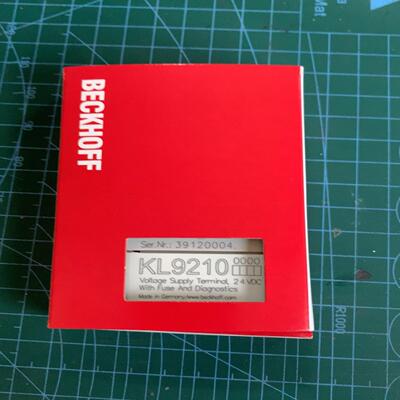 BECKHOFF
Ser.Nr.: 39120004
KL9210
Voltage Supply Terminal, 24 VDC
With Fuse And Diagnostics
Made in Germany/www.beckhoff.com
R1000